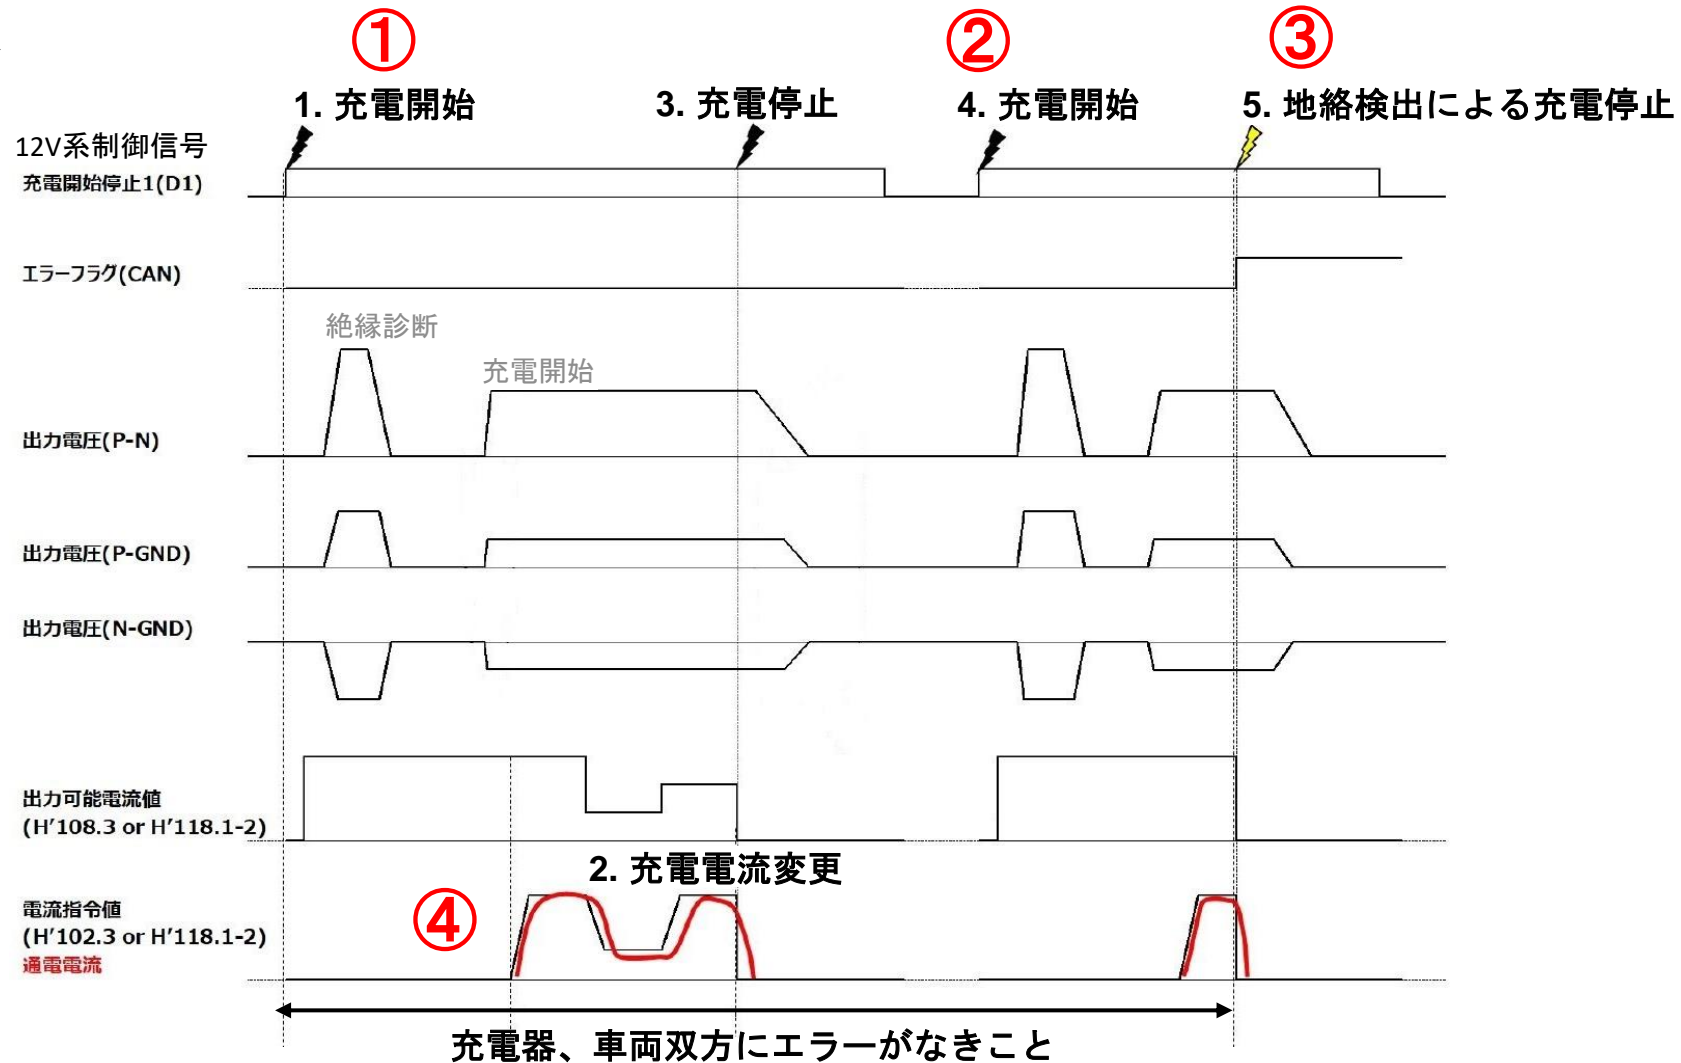 ① ② ③
1. 充電開始 3. 充電停止 4. 充電開始 5. 地絡検出による充電停止
12V系制御信号
充電開始停止1(D1)
エラーフラグ(CAN)
絶縁診断
充電開始
出力電圧(P-N)
出力電圧(P-GND)
出力電圧(N-GND)
出力可能電流値
(H'108.3 or H'118.1-2)
2. 充電電流変更
④
電流指令値
(H'102.3 or H'118.1-2)
通電電流
充電器、車両双方にエラーがなきこと